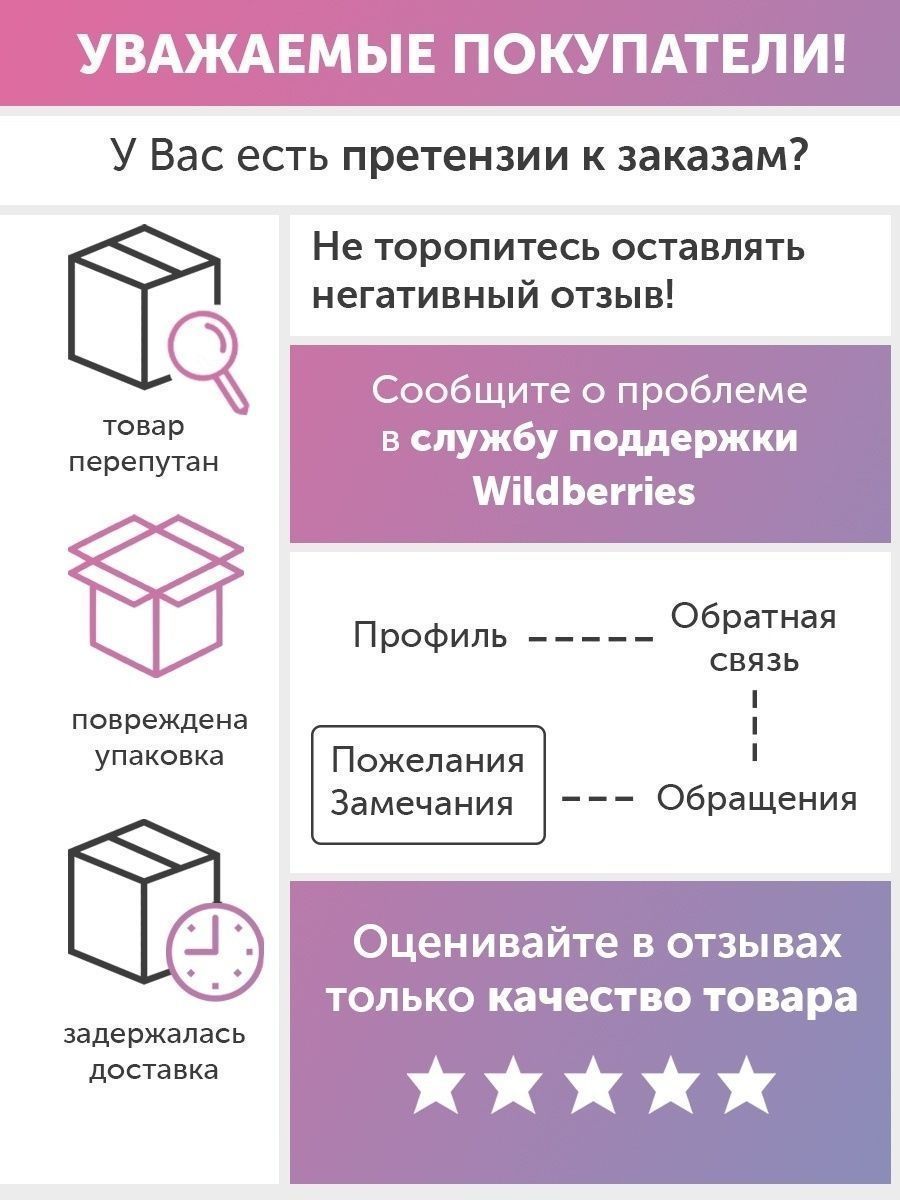 УВАЖАЕМЫЕ ПОКУПАТЕЛИ!
У Вас есть претензии к заказам?
товар
перепутан
повреждена
упаковка
задержалась
доставка
Не торопитесь оставлять
негативный отзыв!
Сообщите о проблеме
в службу поддержки
Wildberries
Профиль
Обратная
связь
Обращения
Пожелания
Замечания
Оценивайте в отзывах
только качество товара